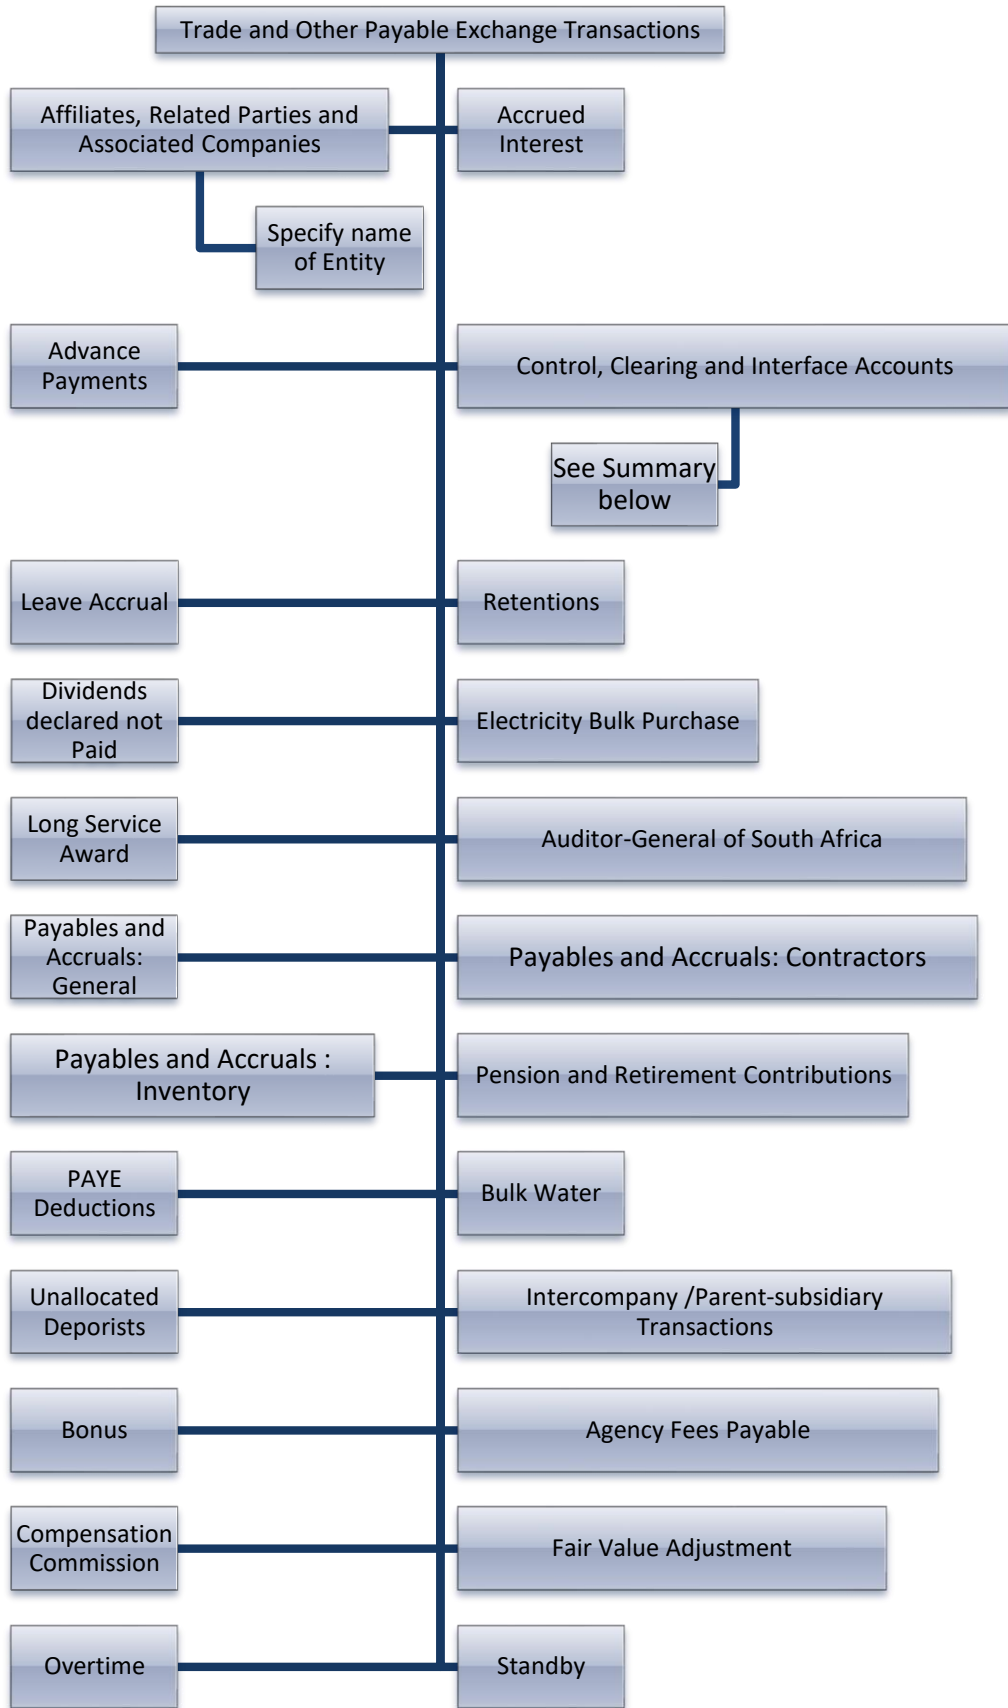 Trade and Other Payable Exchange Transactions
Affiliates, Related Parties and
Associated Companies
Accrued
Interest
Specify name
of Entity
Advance
Payments
Control, Clearing and Interface Accounts
See Summary
below
Leave Accrual
Retentions
Dividends
declared not
Paid
Electricity Bulk Purchase
Long Service
Award
Auditor-General of South Africa
Payables and
Accruals:
General
Payables and Accruals: Contractors
Payables and Accruals :
Inventory
Pension and Retirement Contributions
PAYE
Deductions
Bulk Water
Unallocated
Deporists
Intercompany /Parent-subsidiary
Transactions
Bonus
Agency Fees Payable
Compensation
Commission
Fair Value Adjustment
Overtime
Standby